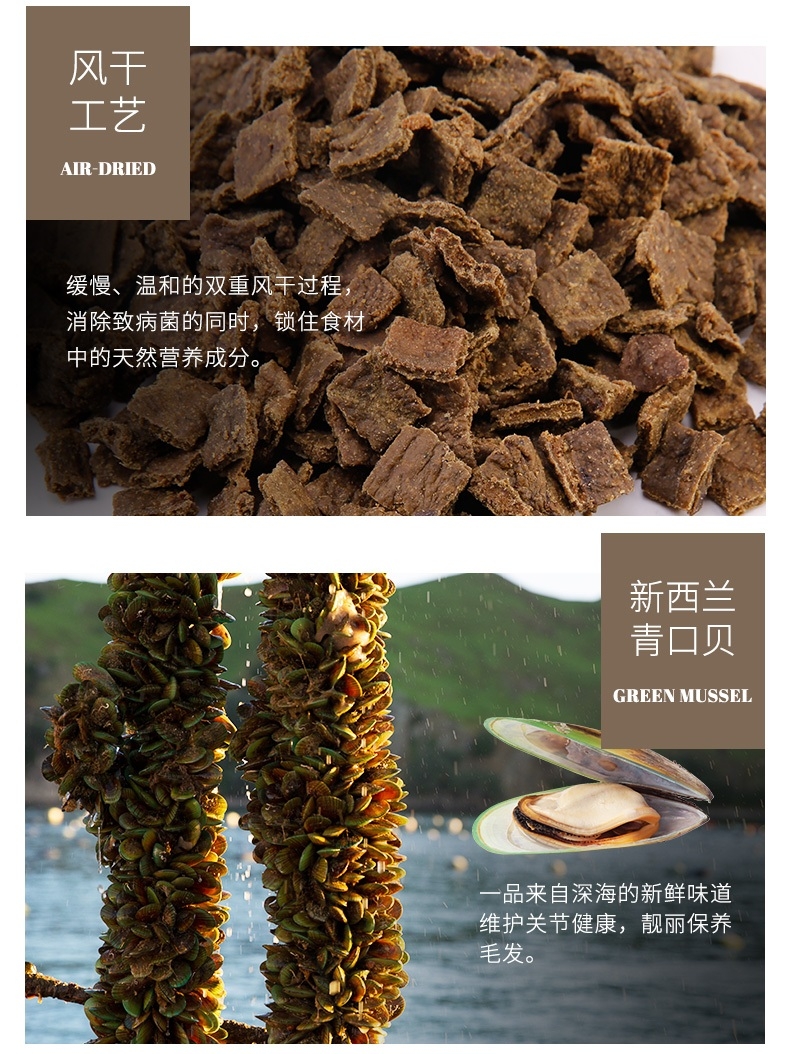 风干
工艺
AIR-DRIED
缓慢、温和的双重风干过程，
消除致病菌的同时，锁住食材
中的天然营养成分。
新西兰
青口贝
GREEN MUSSEL
一品来自深海的新鲜味道
维护关节健康，靓丽保养
毛发。